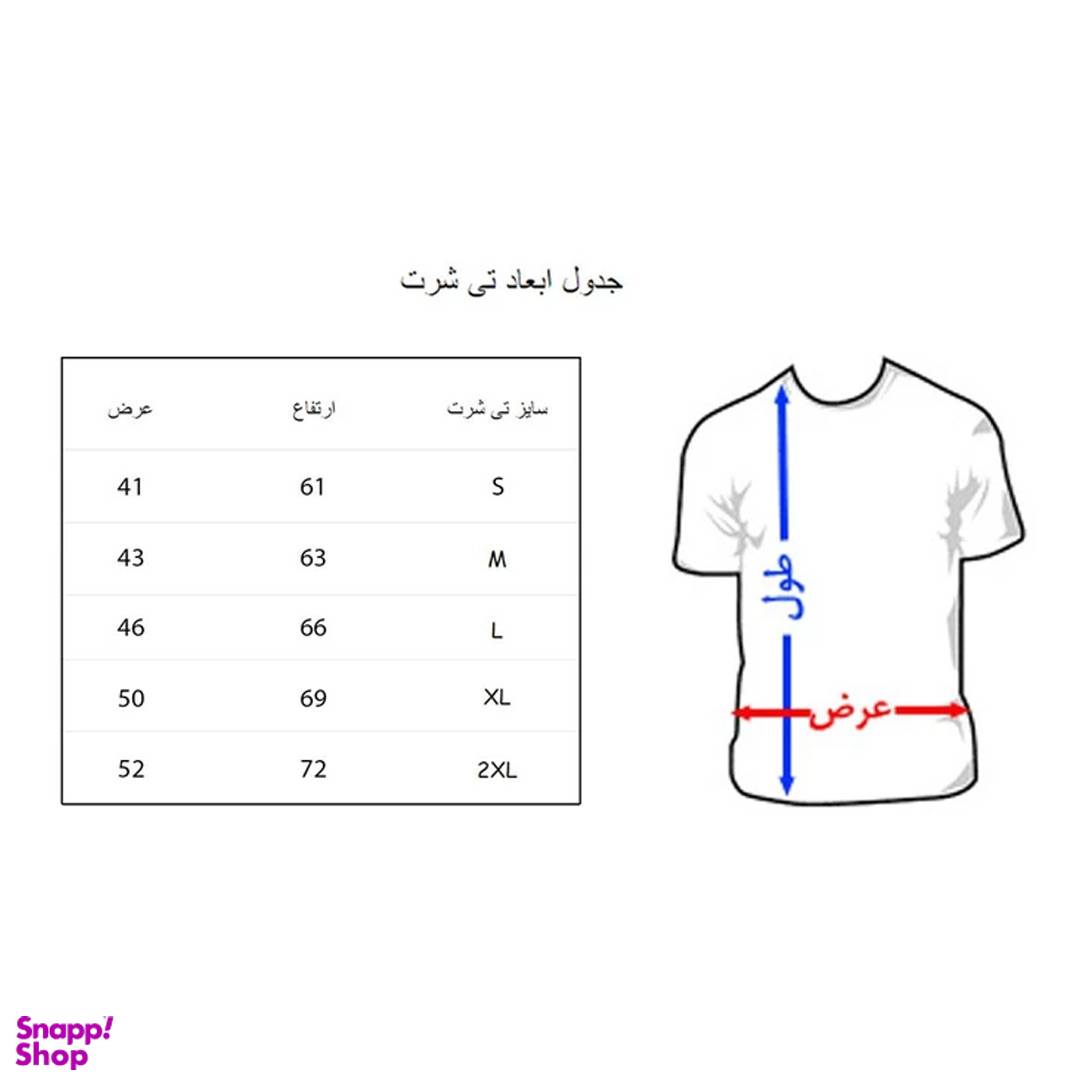 جدول ابعاد تی شرت
سایز تی شرت ارتفاع عرض
S 61 41
M 63 43
L 66 46
XL 69 50
2XL 72 52
طول
عرض
Snapp!
Shop